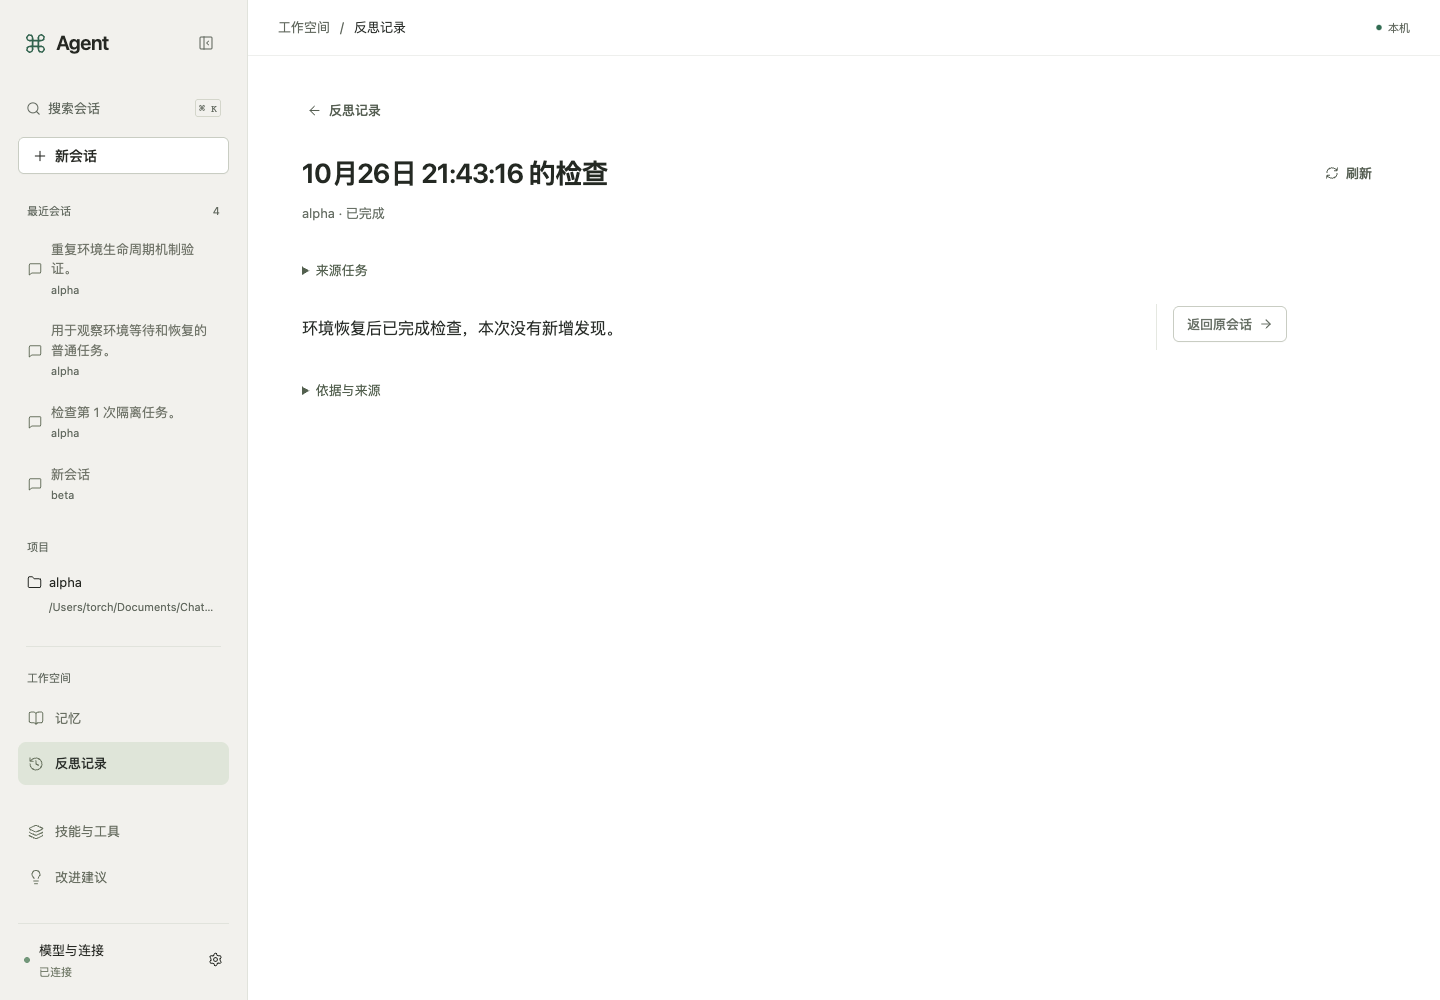 Agent
搜索会话 ⌘ K
新会话
最近会话 4
重复环境生命周期机制验
证。
alpha
用于观察环境等待和恢复的
普通任务。
alpha
检查第 1 次隔离任务。
alpha
新会话
beta
项目
alpha
/Users/torch/Documents/Chat...
工作空间
记忆
反思记录
技能与工具
改进建议
模型与连接
已连接
工作空间 / 反思记录
本机
← 反思记录
10月26日 21:43:16 的检查
刷新
alpha · 已完成
▶ 来源任务
环境恢复后已完成检查，本次没有新增发现。
返回原会话 →
▶ 依据与来源